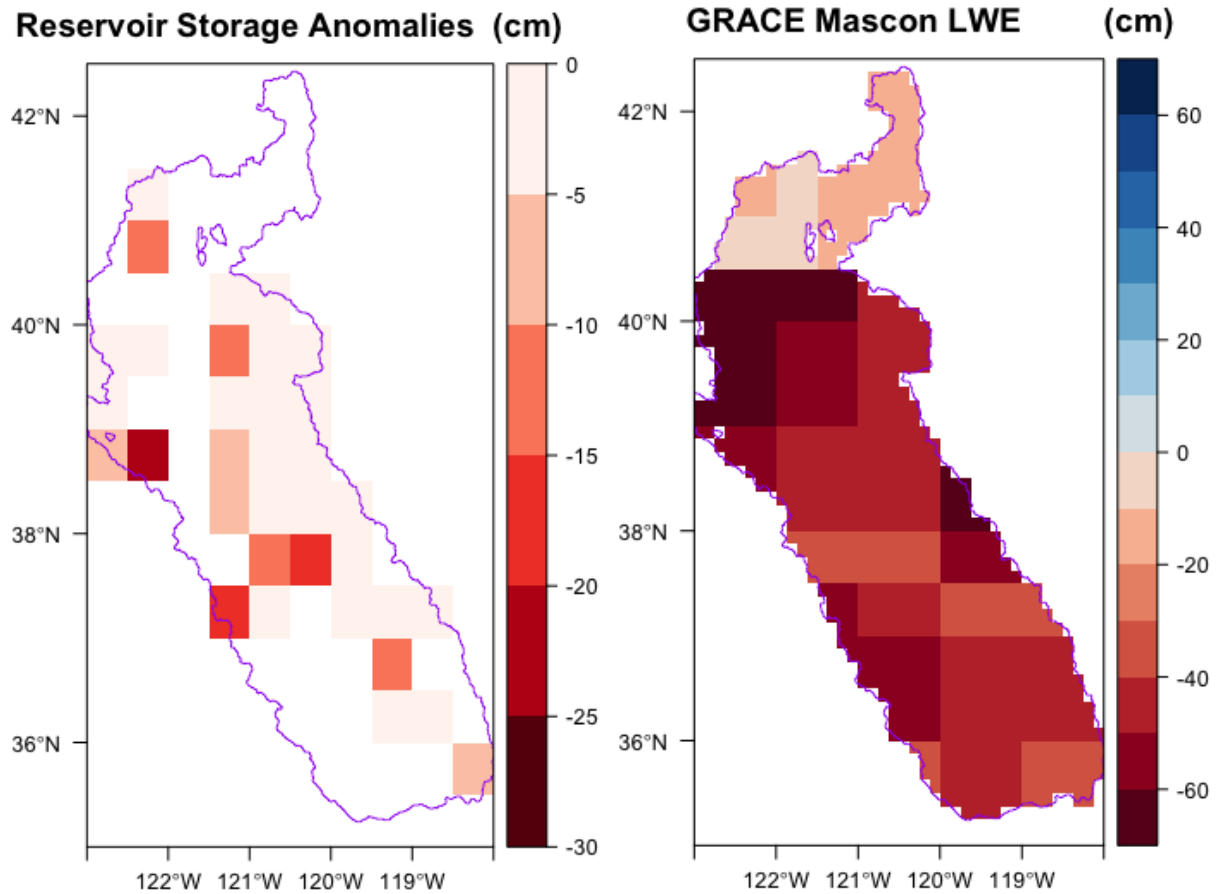 Reservoir Storage Anomalies (cm)
42°N
40°N
38°N
36°N
122°W 121°W 120°W 119°W
0
-5
-10
-15
-20
-25
-30
GRACE Mascon LWE (cm)
42°N
40°N
38°N
36°N
122°W 121°W 120°W 119°W
60
40
20
0
-20
-40
-60